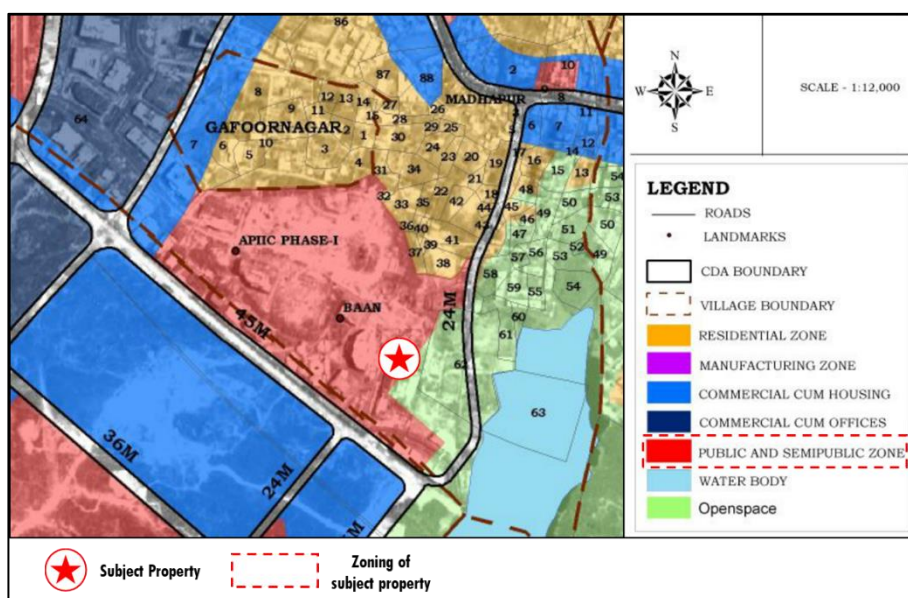 86
87
88
2
10
MADHAPUR
8
8
12 13 14 27
9 11 15 28 26
GAFOORNAGAR 2 1 30 29 25
64
7 6 5 10 3 4
24 23 20 19
6 7 11 12
17 16 14 15 13 54
31 34 21 18 48
32 33 35 22 42 44 45 46 49 50 53
36 40 43 47 51 50
37 39 41 57 56 53 52 49
38 58 59 55 54
APIIC PHASE-I
BAAN
45M
24M
60
61
62
63
36M
24M
N
W E
S
SCALE - 1:12,000
LEGEND
ROADS
LANDMARKS
CDA BOUNDARY
VILLAGE BOUNDARY
RESIDENTIAL ZONE
MANUFACTURING ZONE
COMMERCIAL CUM HOUSING
COMMERCIAL CUM OFFICES
PUBLIC AND SEMIPUBLIC ZONE
WATER BODY
Openspace
Subject Property
Zoning of
subject property